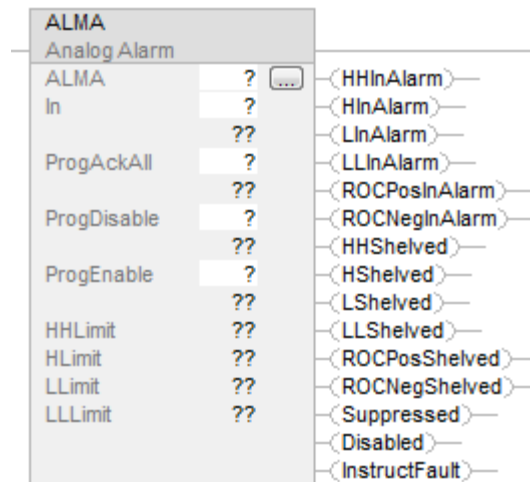 ALMA
Analog Alarm
ALMA ? ... HHInAlarm
In ? HInAlarm
?? LInAlarm
ProgAckAll ? LLInAlarm
?? ROCPosInAlarm
ProgDisable ? ROCNegInAlarm
?? HHShelved
ProgEnable ? HShelved
?? LShelved
HHLimit ?? LLShelved
HLimit ?? ROCPosShelved
LLimit ?? ROCNegShelved
LLLimit ?? Suppressed
Disabled
InstructFault